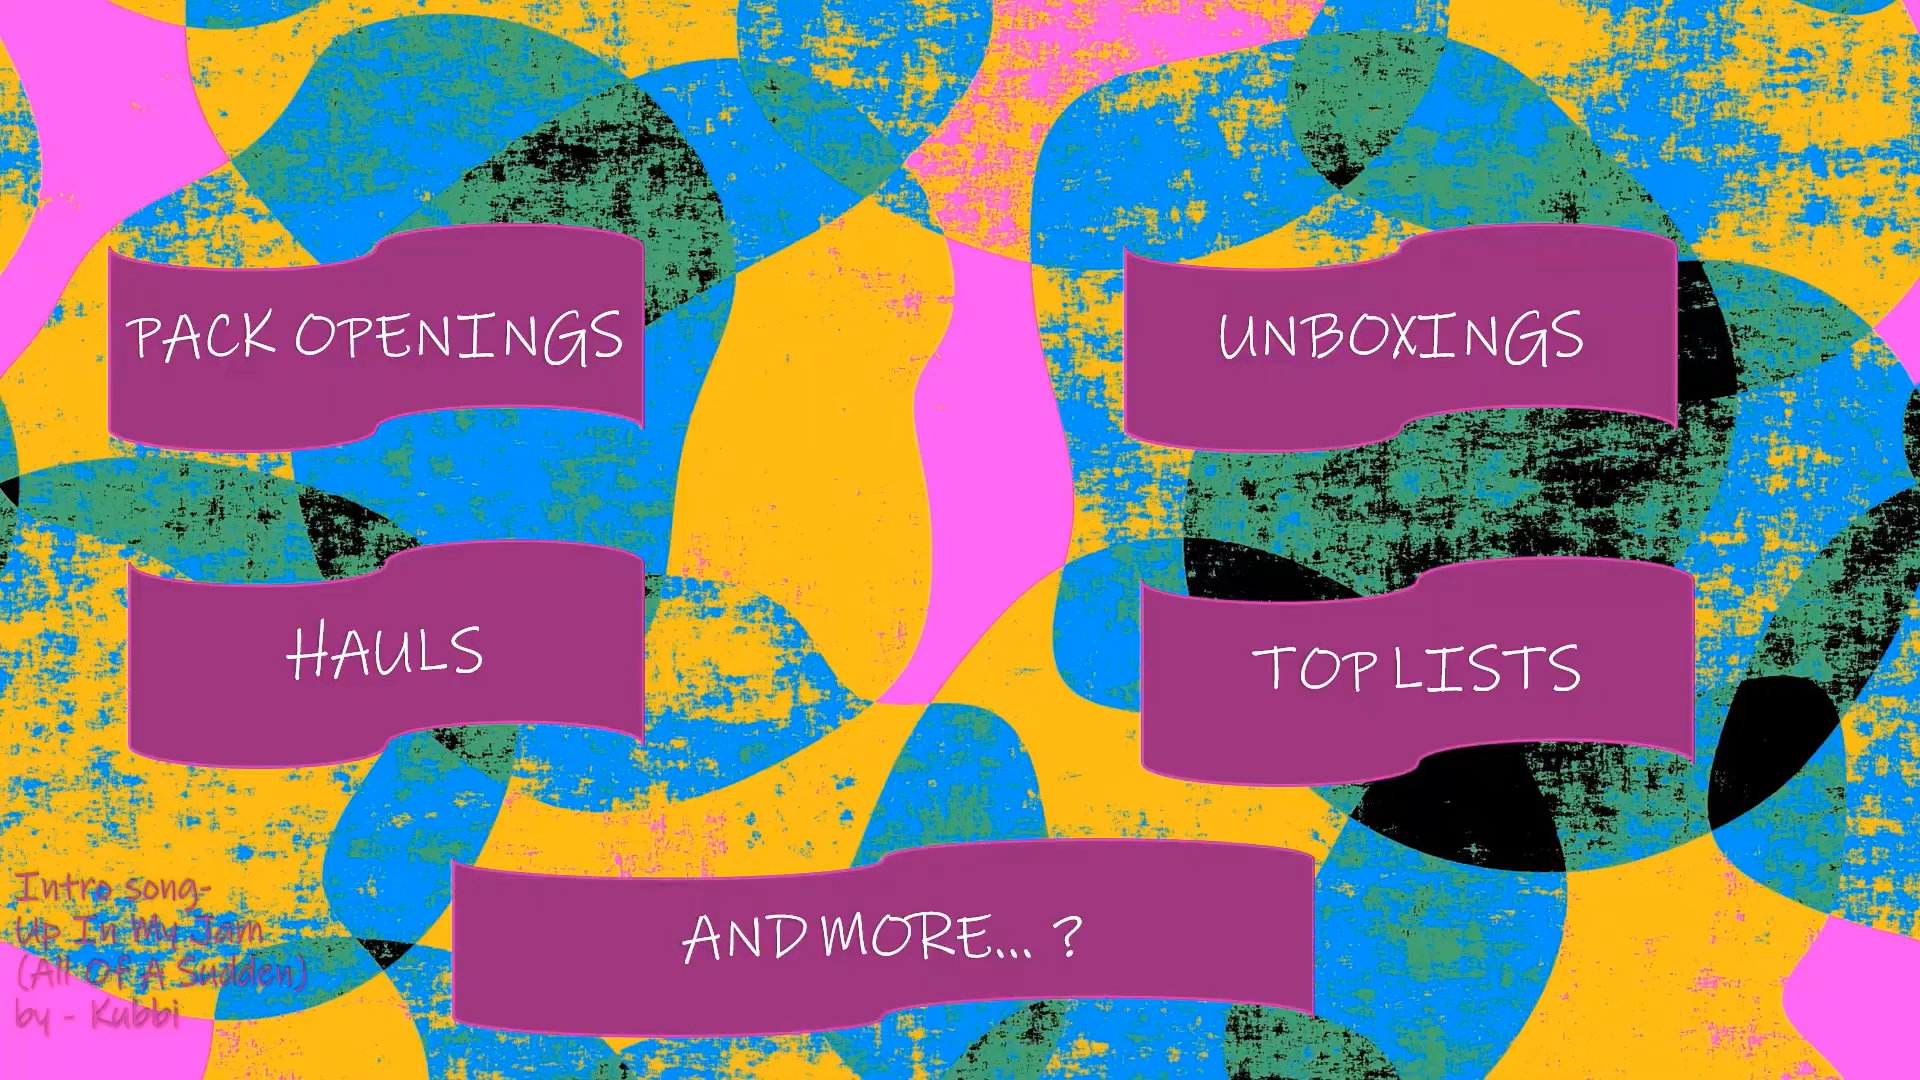 PACK OPENINGS
UNBOXINGS
HAULS
TOP LISTS
AND MORE... ?
Intro song-
Up In My Jam
(All Of A Sudden)
by - Kubbi